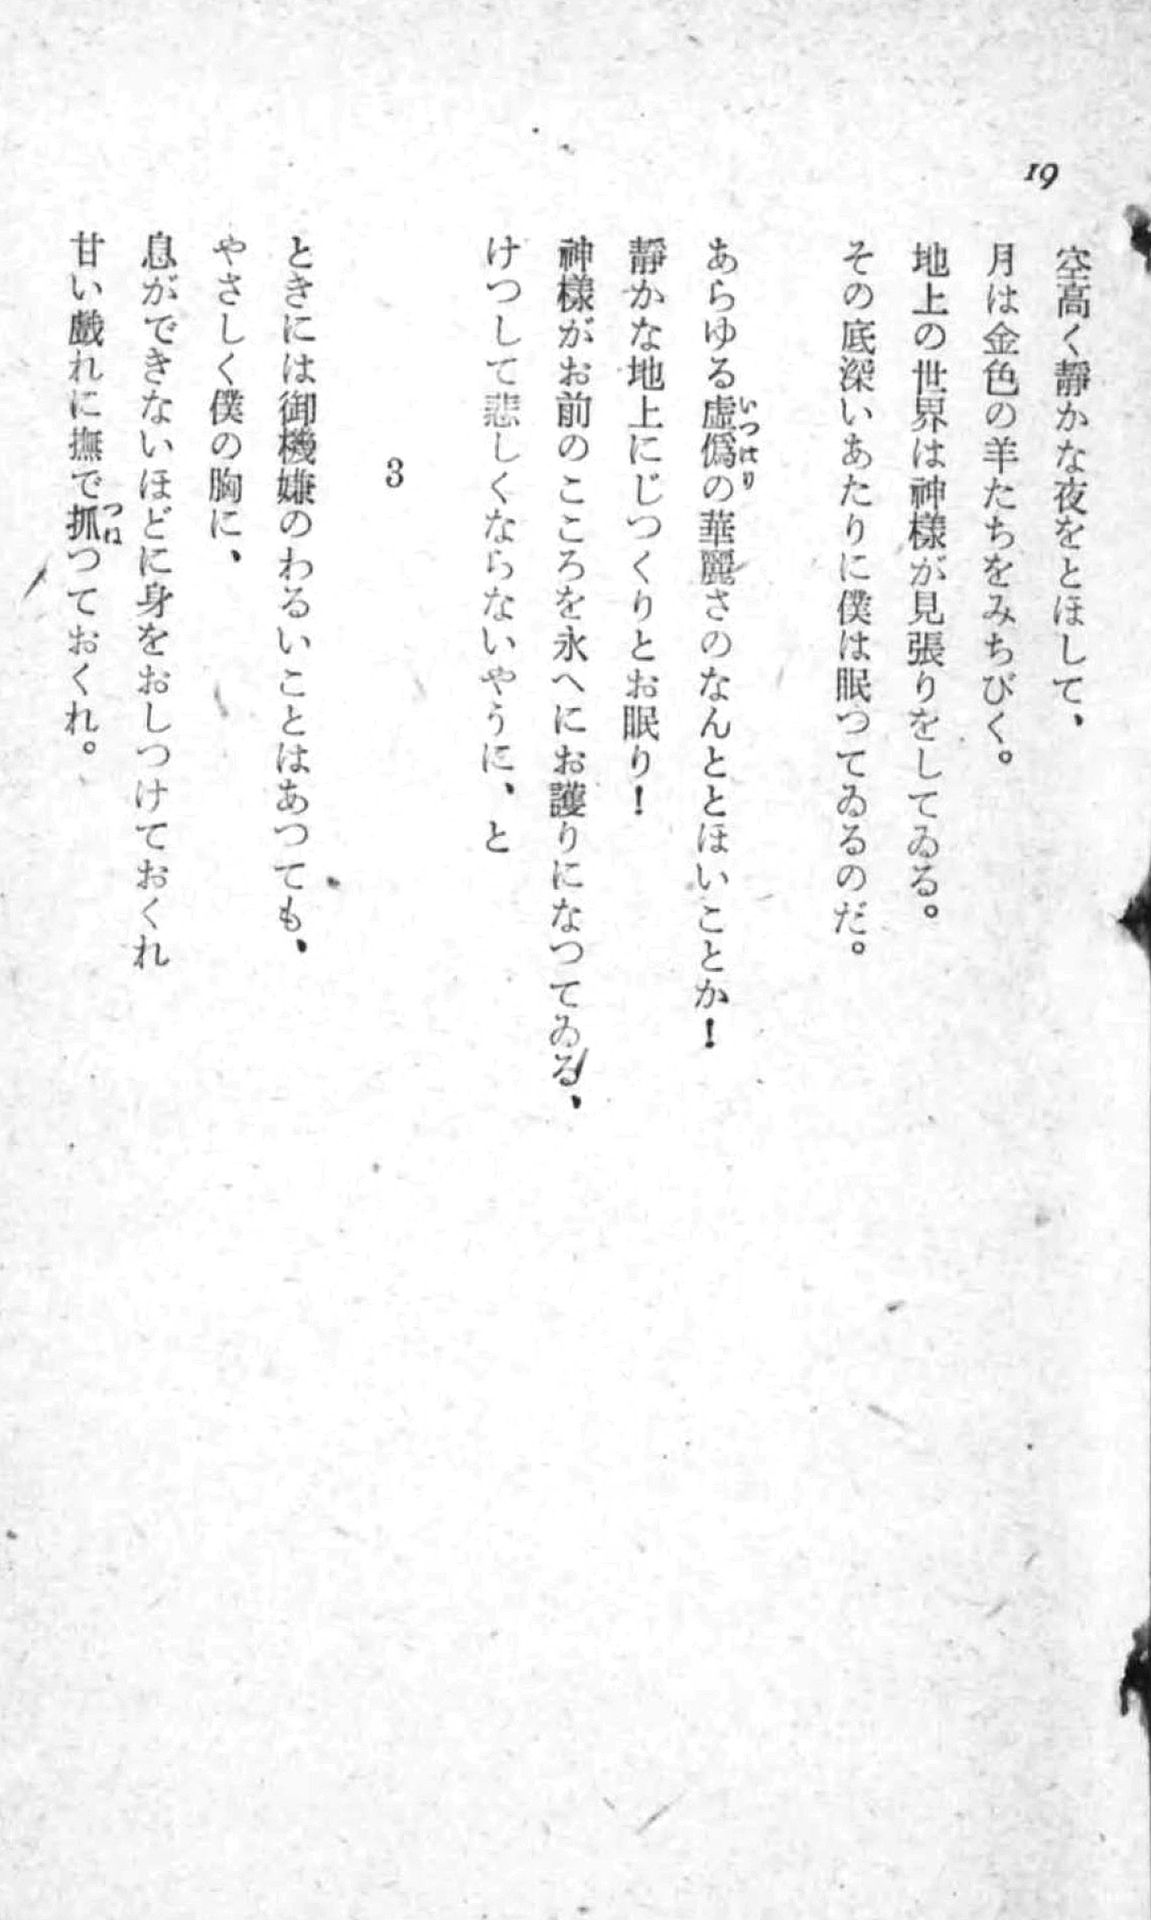 19
空高く靜かな夜をとほして、
月は金色の羊たちをみちびく。
地上の世界は神様が見張りをしてゐる。
その底深いあたりに僕は眠つてゐるのだ。
あらゆる虛僞の華麗さのなんととほいことか！
いつはり
靜かな地上にじつくりとお眠り！
神様がお前のこころを永へにお護りになつてゐる、
けつして悲しくならないやうに、と
3
ときには御機嫌のわるいことはあつても、
やさしく僕の胸に、
息ができないほどに身をおしつけておくれ
甘い戯れに撫で抓つておくれ。
つね